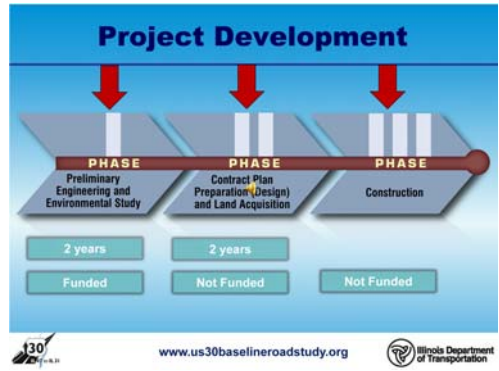 Project Development
PHASE
PHASE
PHASE
Preliminary
Engineering and
Environmental Study
Contract Plan
Preparation (Design)
and Land Acquisition
Construction
2 years
2 years
Funded
Not Funded
Not Funded
30
www.us30baselineroadstudy.org
Illinois Department
of Transportation